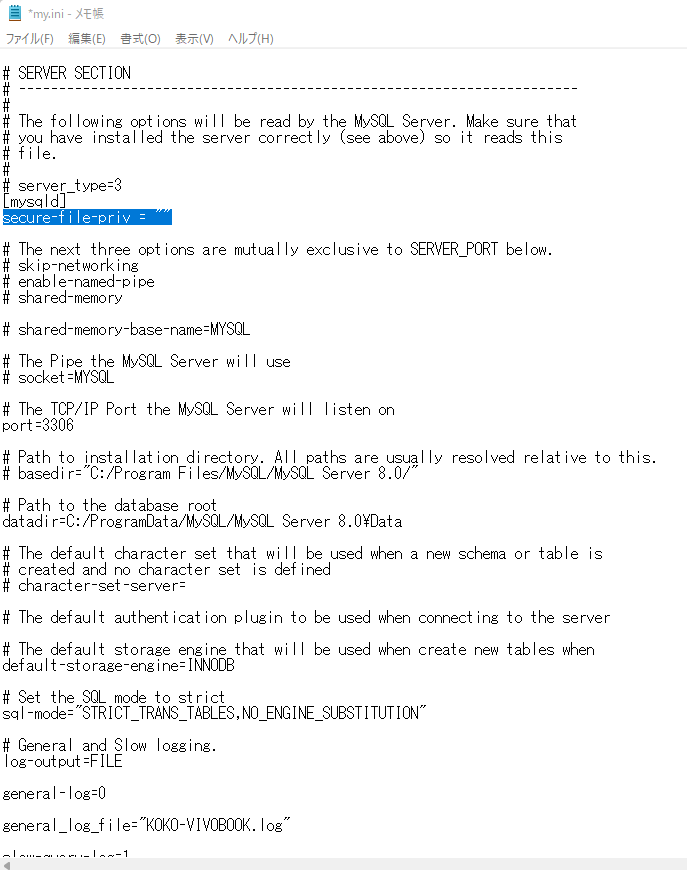 *my.ini - メモ帳
ファイル(F) 編集(E) 書式(O) 表示(V) ヘルプ(H)
# SERVER SECTION
# ----------------------------------------------------------------------
#
# The following options will be read by the MySQL Server. Make sure that
# you have installed the server correctly (see above) so it reads this
# file.
#
# server_type=3
[mysqld]
secure-file-priv = ""
# The next three options are mutually exclusive to SERVER_PORT below.
# skip-networking
# enable-named-pipe
# shared-memory
# shared-memory-base-name=MYSQL
# The Pipe the MySQL Server will use
# socket=MYSQL
# The TCP/IP Port the MySQL Server will listen on
port=3306
# Path to installation directory. All paths are usually resolved relative to this.
# basedir="C:/Program Files/MySQL/MySQL Server 8.0/"
# Path to the database root
datadir=C:/ProgramData/MySQL/MySQL Server 8.0¥Data
# The default character set that will be used when a new schema or table is
# created and no character set is defined
# character-set-server=
# The default authentication plugin to be used when connecting to the server
# The default storage engine that will be used when create new tables when
default-storage-engine=INNODB
# Set the SQL mode to strict
sql-mode="STRICT_TRANS_TABLES,NO_ENGINE_SUBSTITUTION"
# General and Slow logging.
log-output=FILE
general-log=0
general_log_file="KOKO-VIVOBOOK.log"
slow-query-log=1